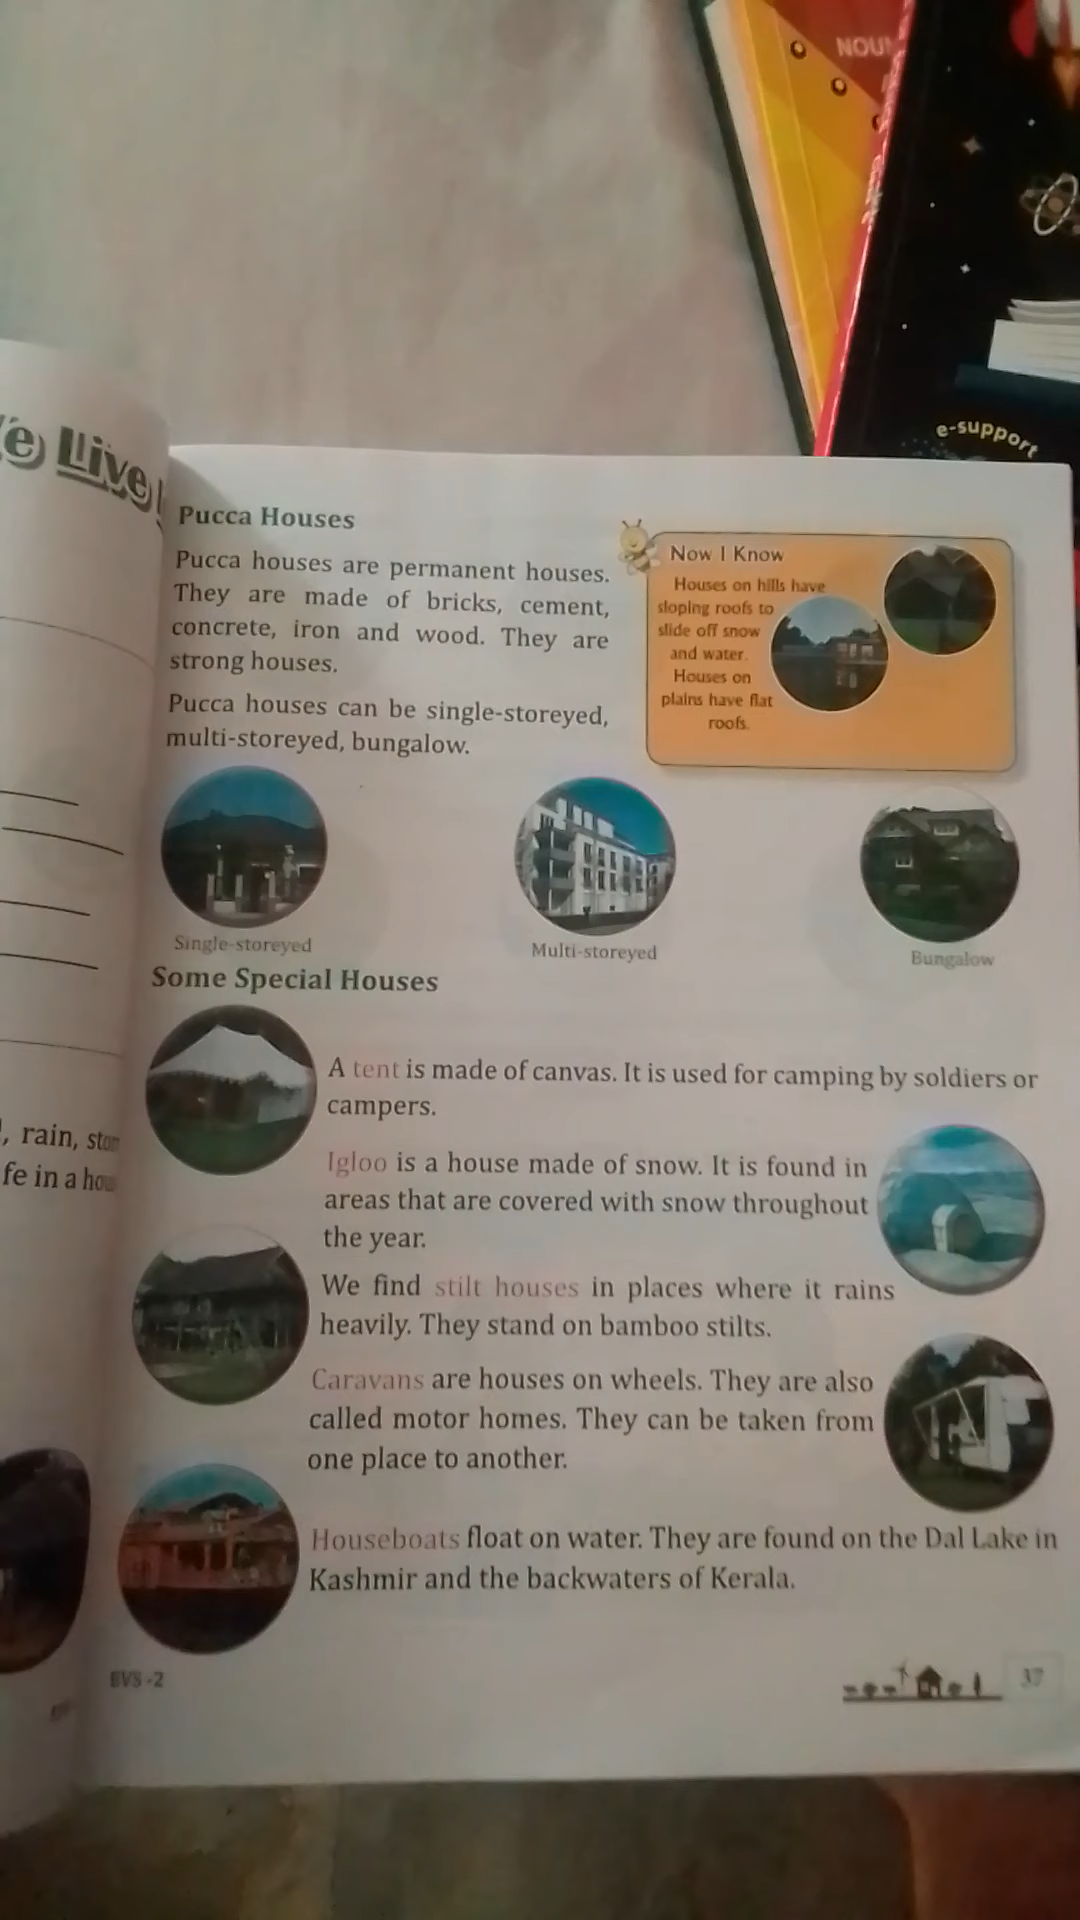 NOUN
e-support
e Live
, rain,
fe in a
Pucca Houses
Pucca houses are permanent houses.
They are made of bricks, cement,
concrete, iron and wood. They are
strong houses.
Pucca houses can be single-storeyed,
multi-storeyed, bungalow.
Now I Know
Houses on hills have
sloping roofs to
slide off snow
and water.
Houses on
plains have flat
roofs.
Single-storeyed
Multi-storeyed
Bungalow
Some Special Houses
A tent is made of canvas. It is used for camping by soldiers or
campers.
Igloo is a house made of snow. It is found in
areas that are covered with snow throughout
the year.
We find stilt houses in places where it rains
heavily. They stand on bamboo stilts.
Caravans are houses on wheels. They are also
called motor homes. They can be taken from
one place to another.
Houseboats float on water. They are found on the Dal Lake in
Kashmir and the backwaters of Kerala.
EVS-2
37